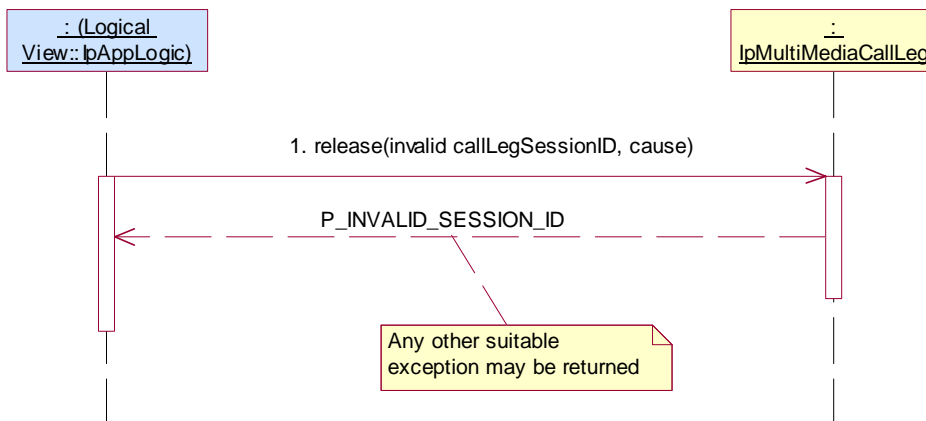 : (Logical
View::IpAppLogic)
:
IpMultiMediaCallLeg
1. release(invalid callLegSessionID, cause)
P_INVALID_SESSION_ID
Any other suitable
exception may be returned